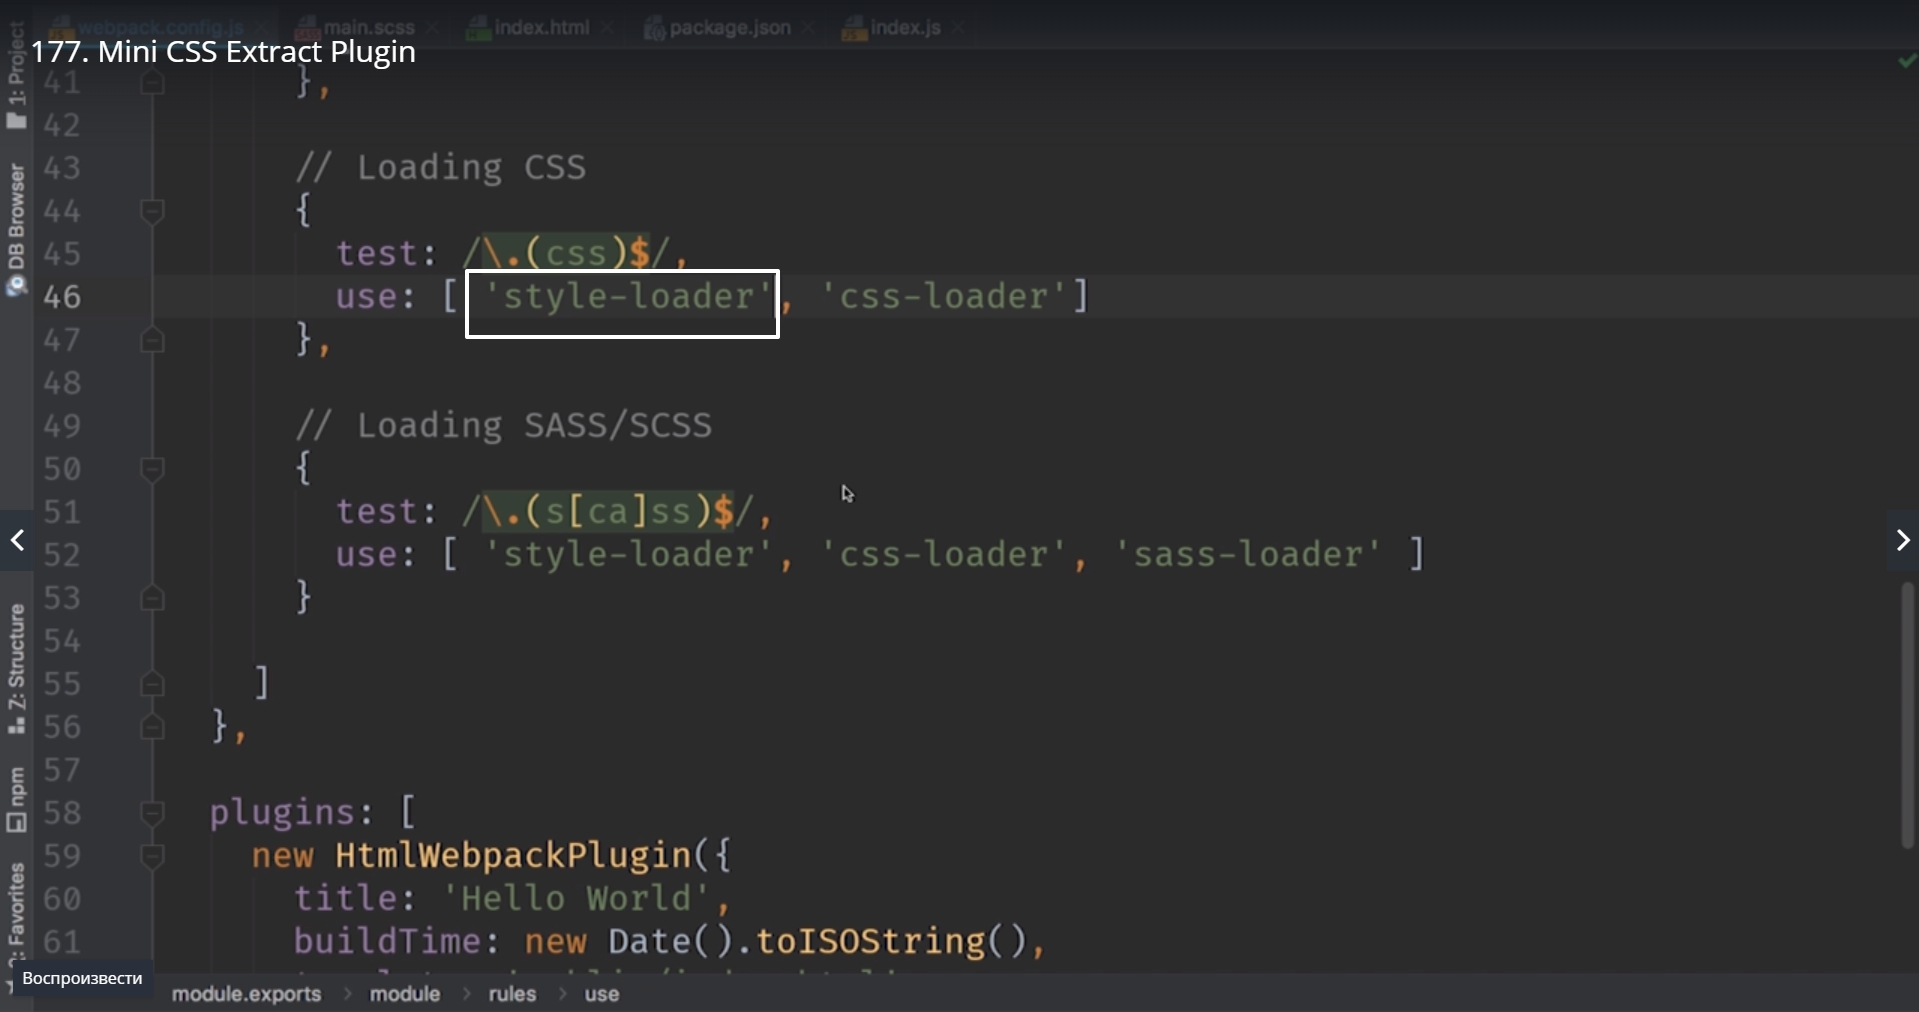 webpack.config.js main.scss index.html package.json index.js
177. Mini CSS Extract Plugin
1: Project
DB Browser
Z: Structure
npm
Favorites
41 },
42
43 // Loading CSS
44 {
45 test: /\.(css)$/,
46 use: [ 'style-loader', 'css-loader']
47 },
48
49 // Loading SASS/SCSS
50 {
51 test: /\.(s[ca]ss)$/,
52 use: [ 'style-loader', 'css-loader', 'sass-loader' ]
53 }
54
55 ]
56 },
57
58 plugins: [
59 new HtmlWebpackPlugin({
60 title: 'Hello World',
61 buildTime: new Date().toISOString(),
Воспроизвести
module.exports > module > rules > use